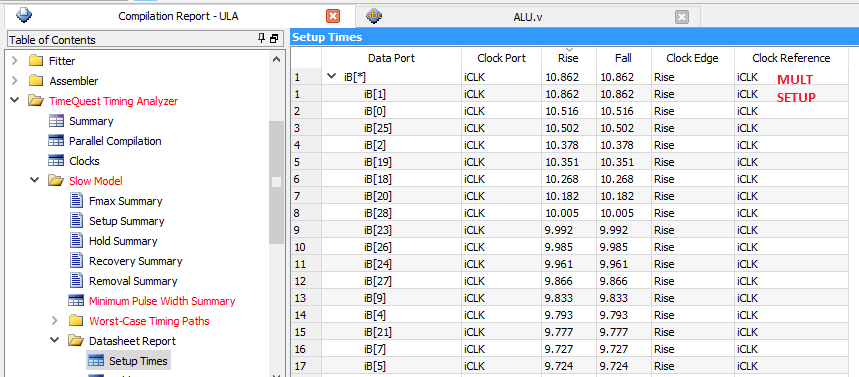 Compilation Report - ULA
ALU.v
Table of Contents
Fitter
Assembler
TimeQuest Timing Analyzer
Summary
Parallel Compilation
Clocks
Slow Model
Fmax Summary
Setup Summary
Hold Summary
Recovery Summary
Removal Summary
Minimum Pulse Width Summary
Worst-Case Timing Paths
Datasheet Report
Setup Times
Setup Times
Data Port Clock Port Rise Fall Clock Edge Clock Reference
1 iB[*] iCLK 10.862 10.862 Rise iCLK MULT
1 iB[1] iCLK 10.862 10.862 Rise iCLK SETUP
2 iB[0] iCLK 10.516 10.516 Rise iCLK
3 iB[25] iCLK 10.502 10.502 Rise iCLK
4 iB[2] iCLK 10.378 10.378 Rise iCLK
5 iB[19] iCLK 10.351 10.351 Rise iCLK
6 iB[18] iCLK 10.268 10.268 Rise iCLK
7 iB[20] iCLK 10.182 10.182 Rise iCLK
8 iB[28] iCLK 10.005 10.005 Rise iCLK
9 iB[23] iCLK 9.992 9.992 Rise iCLK
10 iB[26] iCLK 9.985 9.985 Rise iCLK
11 iB[24] iCLK 9.961 9.961 Rise iCLK
12 iB[27] iCLK 9.866 9.866 Rise iCLK
13 iB[9] iCLK 9.833 9.833 Rise iCLK
14 iB[4] iCLK 9.793 9.793 Rise iCLK
15 iB[21] iCLK 9.777 9.777 Rise iCLK
16 iB[7] iCLK 9.727 9.727 Rise iCLK
17 iB[5] iCLK 9.724 9.724 Rise iCLK